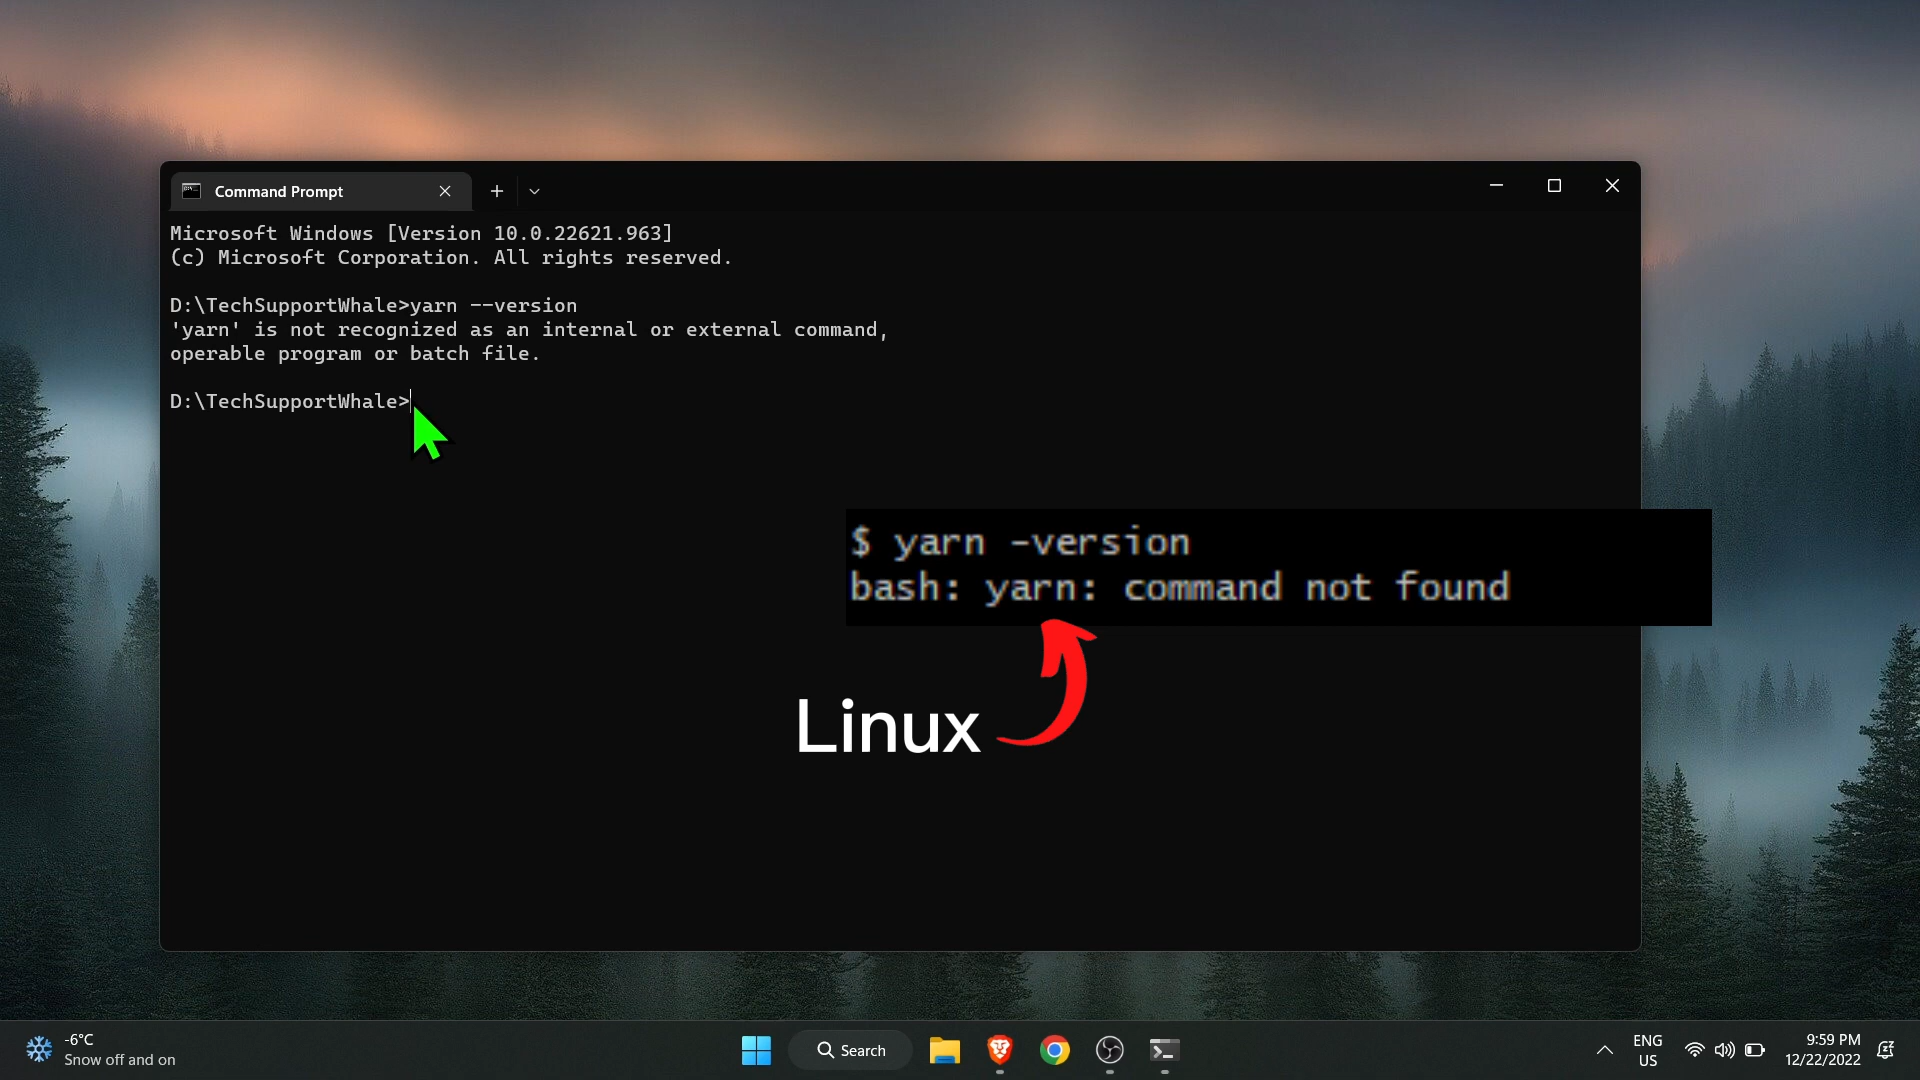 Command Prompt
Microsoft Windows [Version 10.0.22621.963]
(c) Microsoft Corporation. All rights reserved.
D:\TechSupportWhale>yarn --version
'yarn' is not recognized as an internal or external command,
operable program or batch file.
D:\TechSupportWhale>
$ yarn -version
bash: yarn: command not found
Linux
-6°C
Snow off and on
Search
ENG
US
9:59 PM
12/22/2022